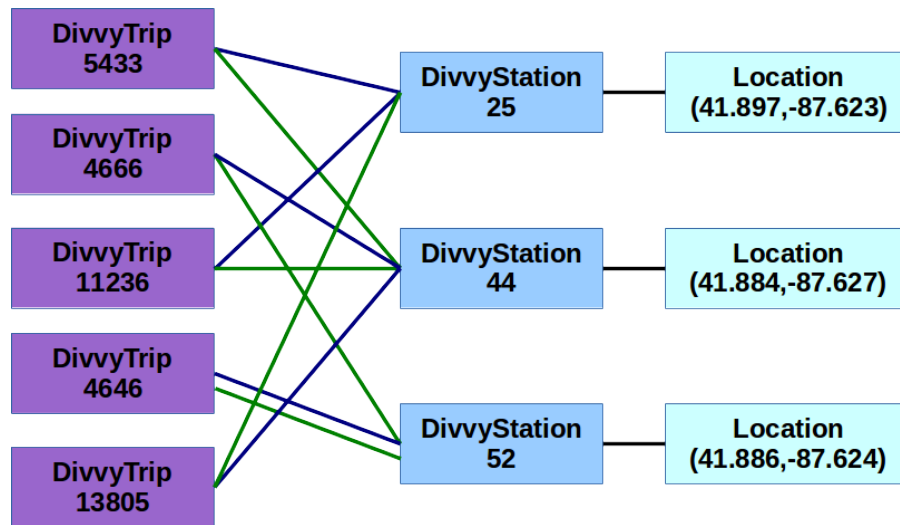 DivvyTrip
5433
DivvyTrip
4666
DivvyTrip
11236
DivvyTrip
4646
DivvyTrip
13805
DivvyStation
25
DivvyStation
44
DivvyStation
52
Location
(41.897,-87.623)
Location
(41.884,-87.627)
Location
(41.886,-87.624)